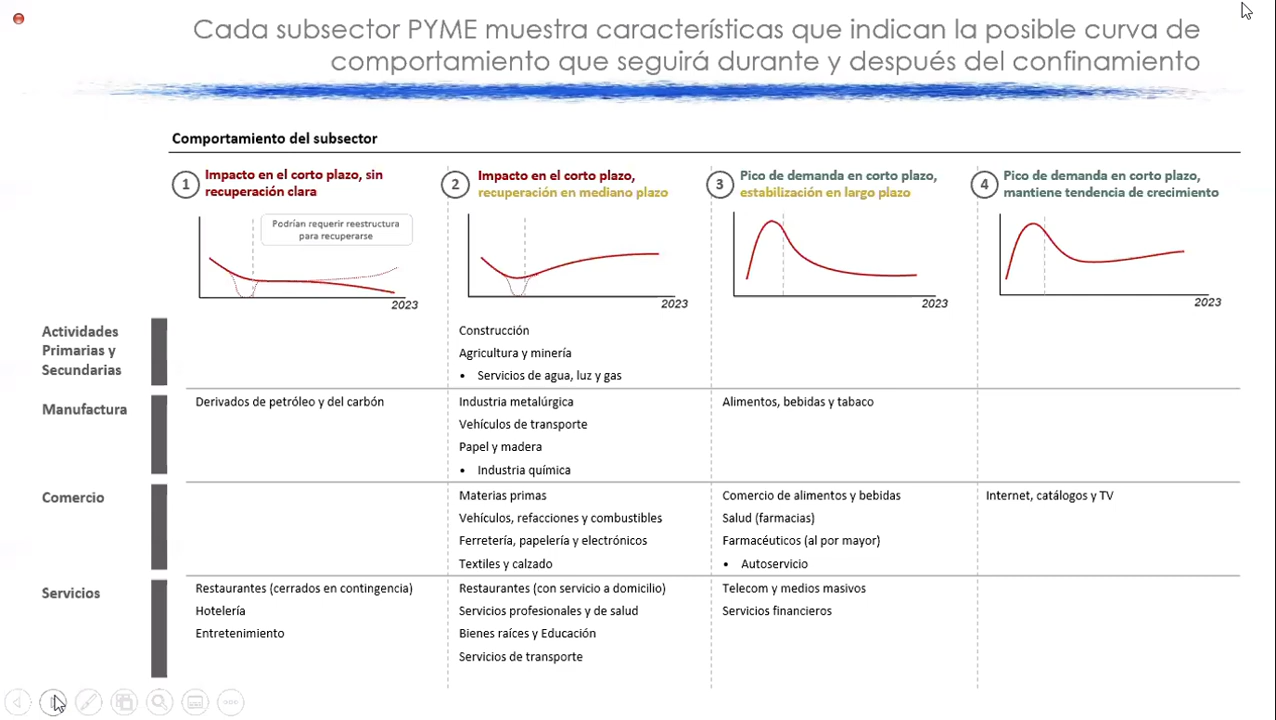 Cada subsector PYME muestra características que indican la posible curva de
comportamiento que seguirá durante y después del confinamiento
Comportamiento del subsector
1
Impacto en el corto plazo, sin
recuperación clara
Podrían requerir reestructura
para recuperarse
2023
2
Impacto en el corto plazo,
recuperación en mediano plazo
2023
3
Pico de demanda en corto plazo,
estabilización en largo plazo
2023
4
Pico de demanda en corto plazo,
mantiene tendencia de crecimiento
2023
Actividades
Primarias y
Secundarias
Construcción
Agricultura y minería
• Servicios de agua, luz y gas
Manufactura
Derivados de petróleo y del carbón
Industria metalúrgica
Vehículos de transporte
Papel y madera
• Industria química
Alimentos, bebidas y tabaco
Comercio
Materias primas
Vehículos, refacciones y combustibles
Ferretería, papelería y electrónicos
Textiles y calzado
Comercio de alimentos y bebidas
Salud (farmacias)
Farmacéuticos (al por mayor)
• Autoservicio
Internet, catálogos y TV
Servicios
Restaurantes (cerrados en contingencia)
Hotelería
Entretenimiento
Restaurantes (con servicio a domicilio)
Servicios profesionales y de salud
Bienes raíces y Educación
Servicios de transporte
Telecom y medios masivos
Servicios financieros